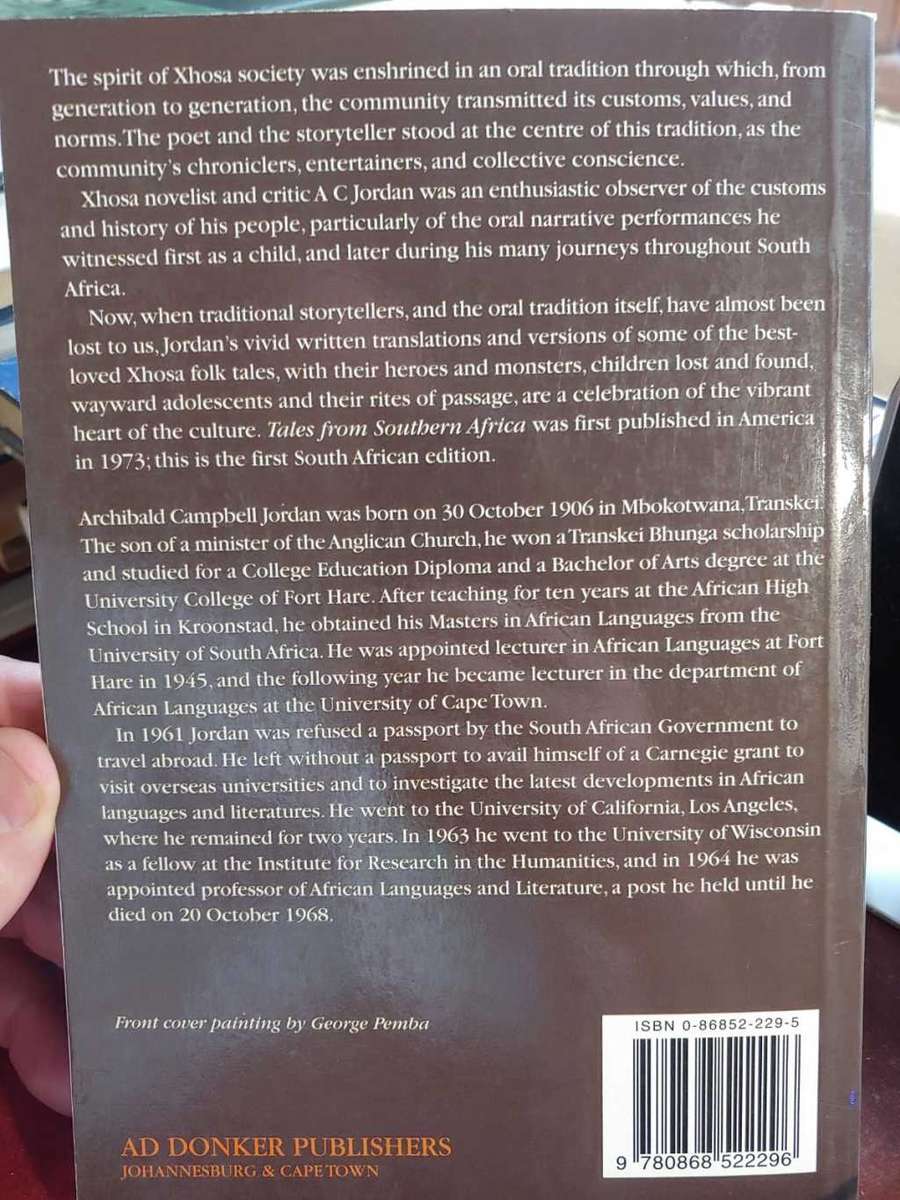 The spirit of Xhosa society was enshrined in an oral tradition through which, from
generation to generation, the community transmitted its customs, values, and
norms. The poet and the storyteller stood at the centre of this tradition, as the
community's chroniclers, entertainers, and collective conscience.
Xhosa novelist and critic A C Jordan was an enthusiastic observer of the customs
and history of his people, particularly of the oral narrative performances he
witnessed first as a child, and later during his many journeys throughout South
Africa.
Now, when traditional storytellers, and the oral tradition itself, have almost been
lost to us, Jordan's vivid written translations and versions of some of the best-
loved Xhosa folk tales, with their heroes and monsters, children lost and found,
wayward adolescents and their rites of passage, are a celebration of the vibrant
heart of the culture. Tales from Southern Africa was first published in America
in 1973; this is the first South African edition.
Archibald Campbell Jordan was born on 30 October 1906 in Mbokotwana, Transkei.
The son of a minister of the Anglican Church, he won a Transkei Bhunga scholarship
and studied for a College Education Diploma and a Bachelor of Arts degree at the
University College of Fort Hare. After teaching for ten years at the African High
School in Kroonstad, he obtained his Masters in African Languages from the
University of South Africa. He was appointed lecturer in African Languages at Fort
Hare in 1945, and the following year he became lecturer in the department of
African Languages at the University of Cape Town.
In 1961 Jordan was refused a passport by the South African Government to
travel abroad. He left without a passport to avail himself of a Carnegie grant to
visit overseas universities and to investigate the latest developments in African
languages and literatures. He went to the University of California, Los Angeles,
where he remained for two years. In 1963 he went to the University of Wisconsin
as a fellow at the Institute for Research in the Humanities, and in 1964 he was
appointed professor of African Languages and Literature, a post he held until he
died on 20 October 1968.
Front cover painting by George Pemba
ISBN 0-86852-229-5
9 780868 522296
AD DONKER PUBLISHERS
JOHANNESBURG & CAPE TOWN